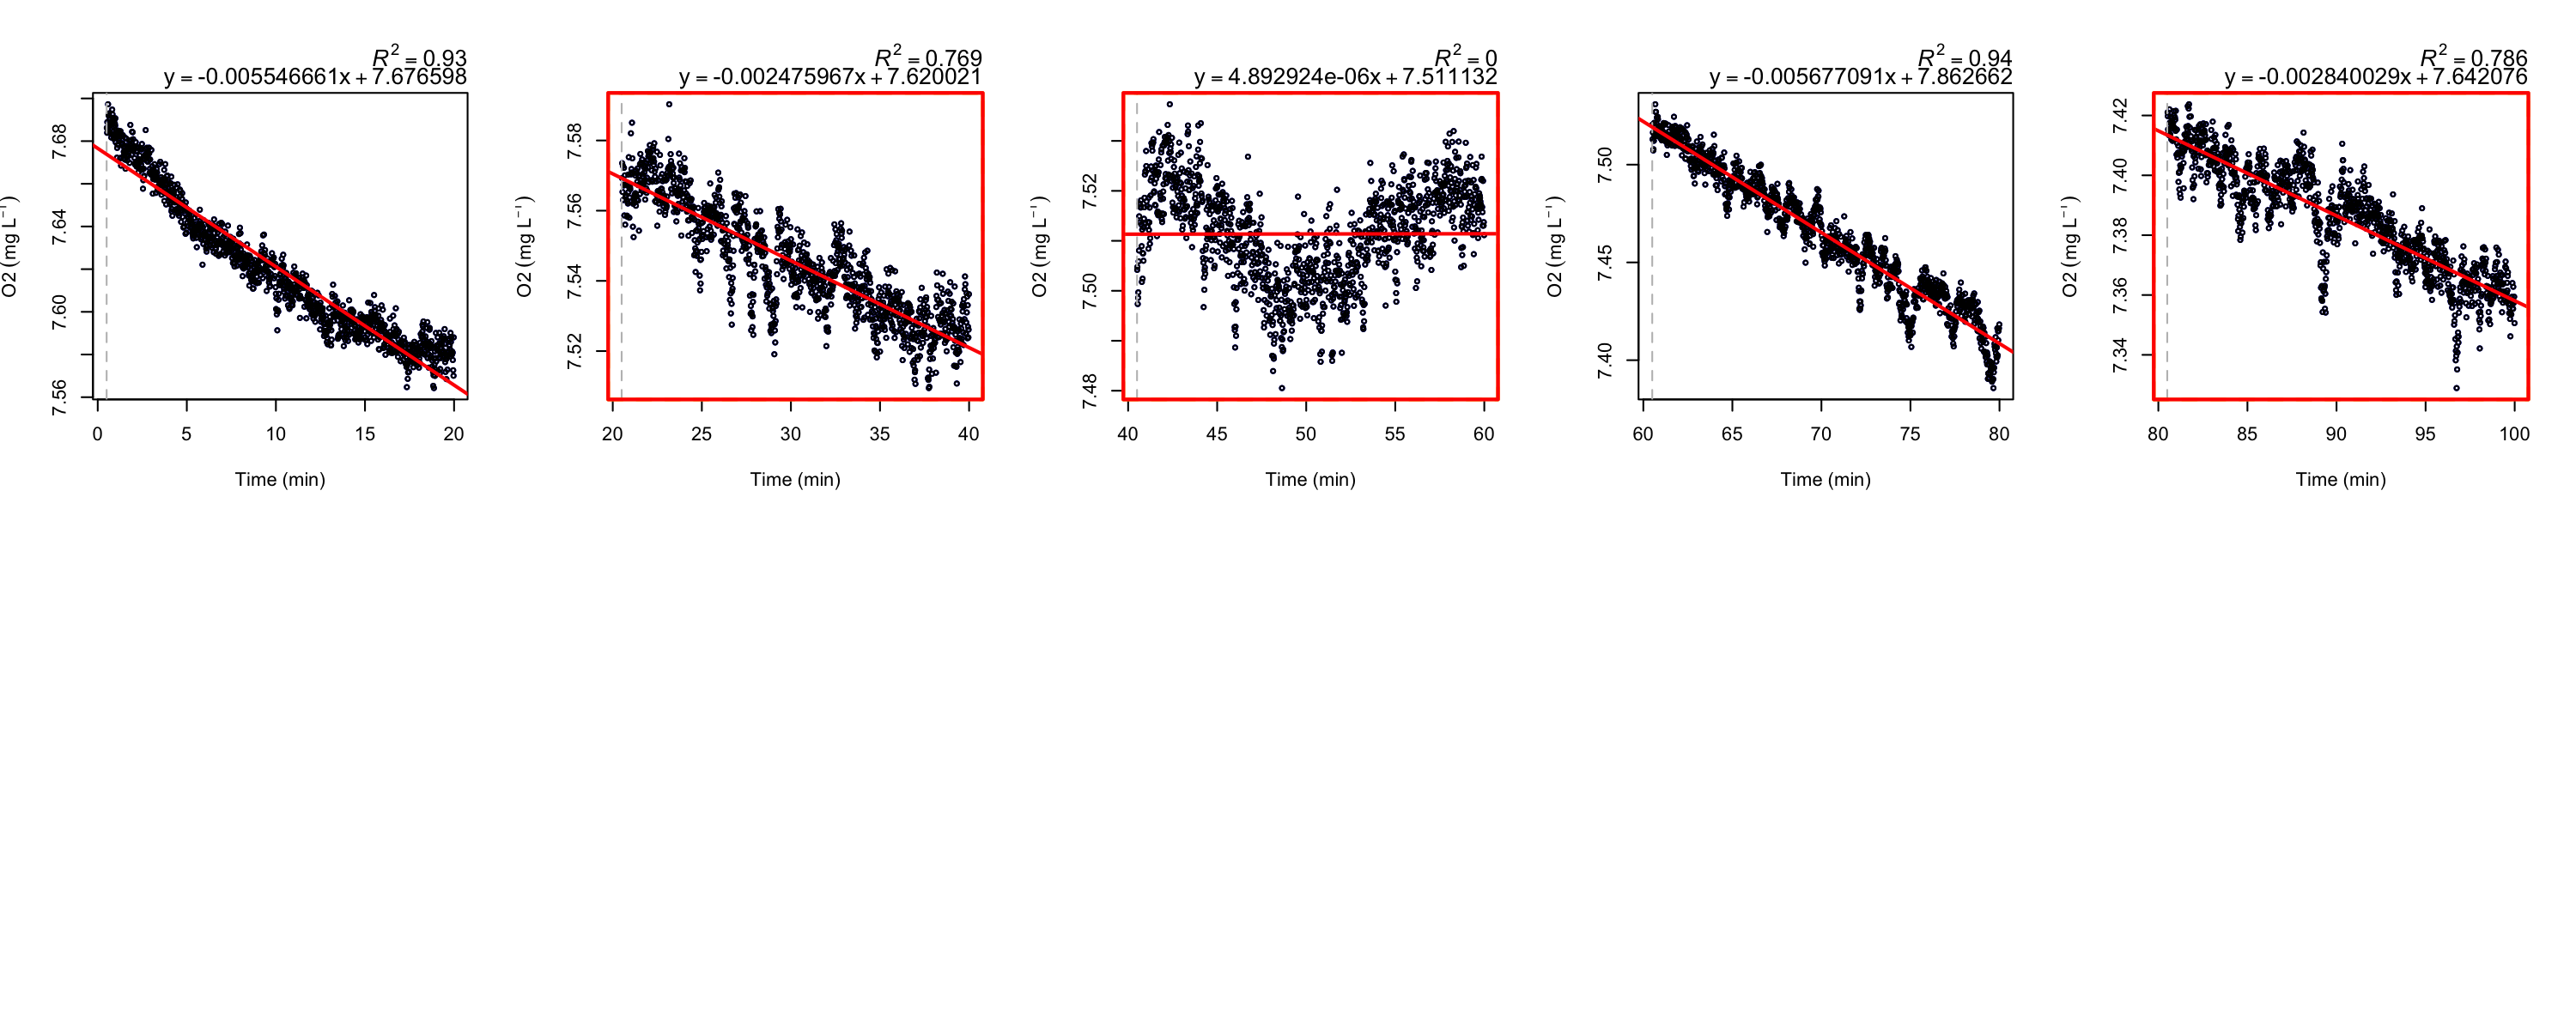 R² = 0.93
y = -0.005546661x + 7.676598
O2 (mg L⁻¹)
7.56 7.60 7.64 7.68
0 5 10 15 20
Time (min)
R² = 0.769
y = -0.002475967x + 7.620021
O2 (mg L⁻¹)
7.52 7.54 7.56 7.58
20 25 30 35 40
Time (min)
R² = 0
y = 4.892924e-06x + 7.511132
O2 (mg L⁻¹)
7.48 7.50 7.52
40 45 50 55 60
Time (min)
R² = 0.94
y = -0.005677091x + 7.862662
O2 (mg L⁻¹)
7.40 7.45 7.50
60 65 70 75 80
Time (min)
R² = 0.786
y = -0.002840029x + 7.642076
O2 (mg L⁻¹)
7.34 7.36 7.38 7.40 7.42
80 85 90 95 100
Time (min)